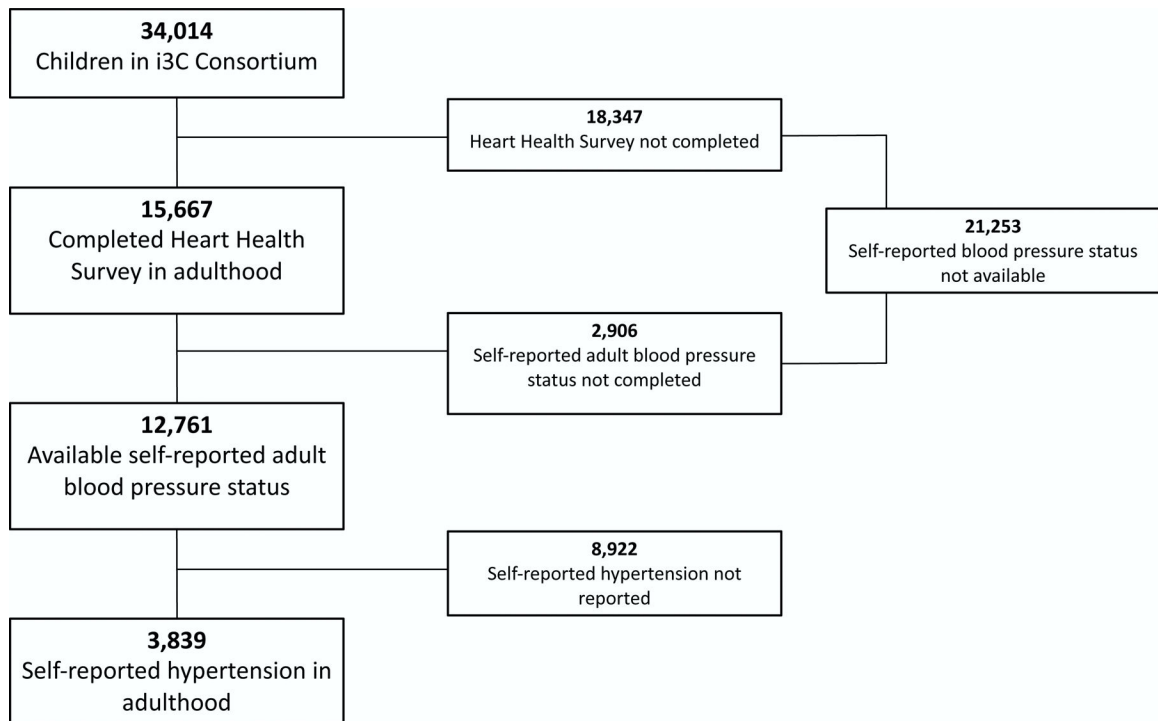 34,014
Children in i3C Consortium
18,347
Heart Health Survey not completed
15,667
Completed Heart Health
Survey in adulthood
21,253
Self-reported blood pressure status
not available
2,906
Self-reported adult blood pressure
status not completed
12,761
Available self-reported adult
blood pressure status
8,922
Self-reported hypertension not
reported
3,839
Self-reported hypertension in
adulthood